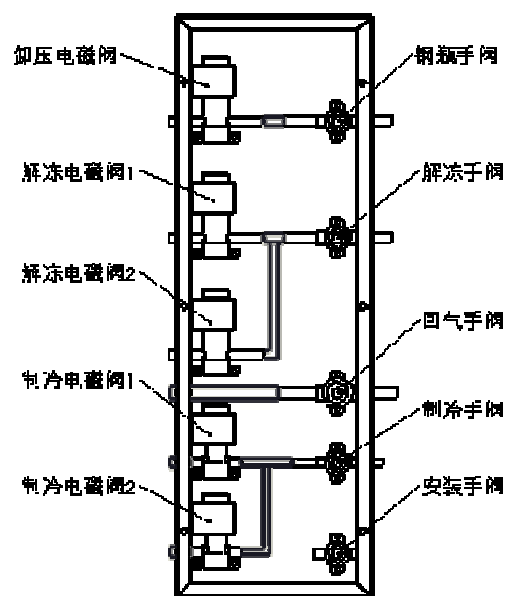 卸压电磁阀
钢瓶手阀
解冻电磁阀1
解冻手阀
解冻电磁阀2
回气手阀
制冷电磁阀1
制冷手阀
制冷电磁阀2
安装手阀